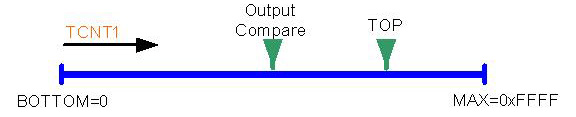 Output
Compare
TCNT1
TOP
BOTTOM=0
MAX=0xFFFF